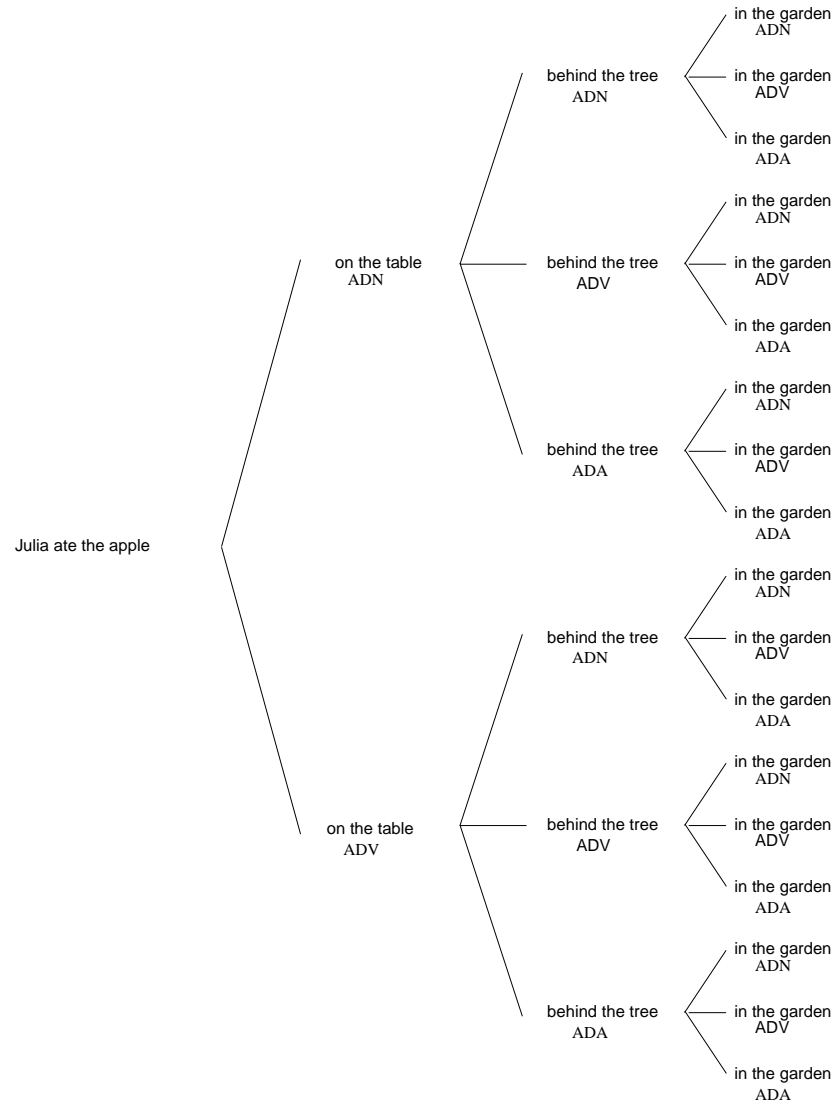 in the garden
ADN
behind the tree
ADN
in the garden
ADV
in the garden
ADA
in the garden
ADN
on the table
ADN
behind the tree
ADV
in the garden
ADV
in the garden
ADA
in the garden
ADN
behind the tree
ADA
in the garden
ADV
in the garden
ADA
Julia ate the apple
in the garden
ADN
behind the tree
ADN
in the garden
ADV
in the garden
ADA
in the garden
ADN
on the table
ADV
behind the tree
ADV
in the garden
ADV
in the garden
ADA
in the garden
ADN
behind the tree
ADA
in the garden
ADV
in the garden
ADA